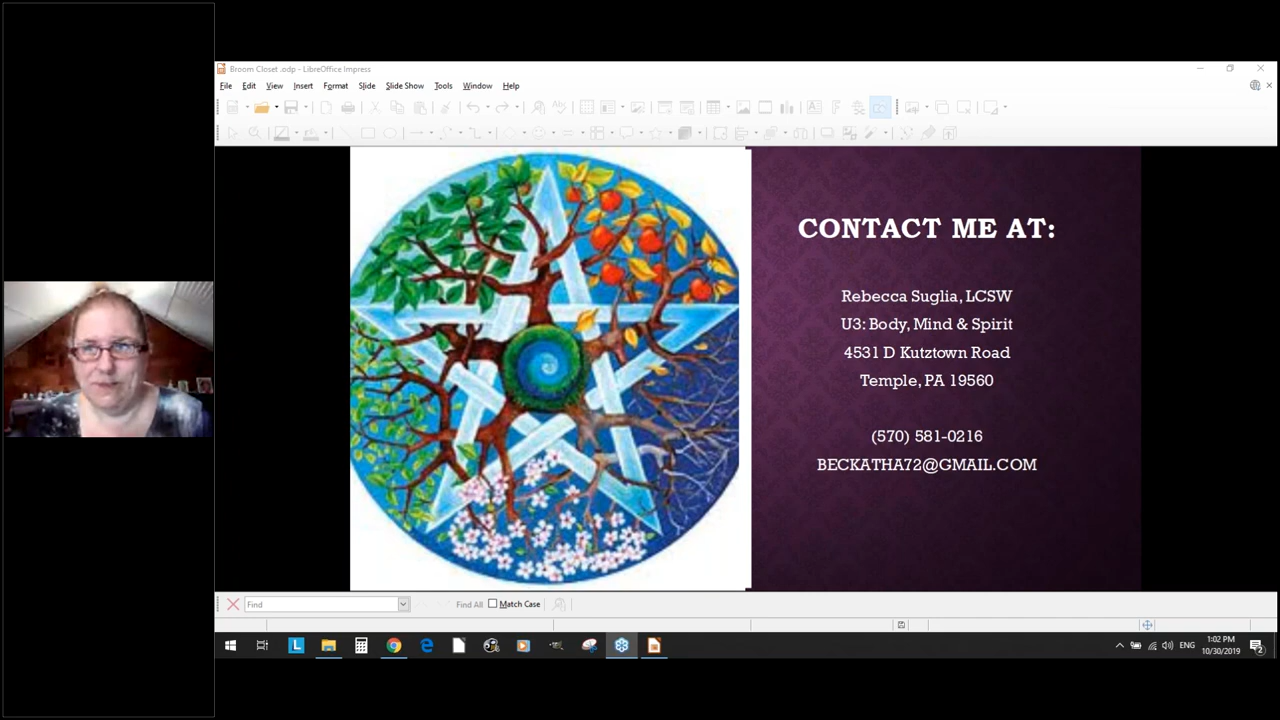 Broom Closet .odp - LibreOffice Impress
File Edit View Insert Format Slide Slide Show Tools Window Help
CONTACT ME AT:
Rebecca Suglia, LCSW
U3: Body, Mind & Spirit
4531 D Kutztown Road
Temple, PA 19560
(570) 581-0216
BECKATHA72@GMAIL.COM
Find Find All Match Case
ENG
1:02 PM
10/30/2019
2